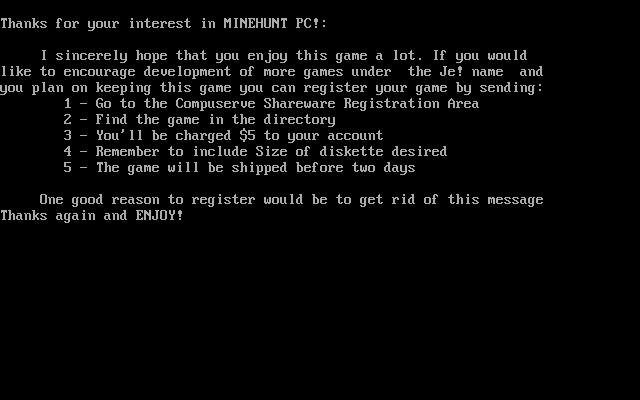 Thanks for your interest in MINEHUNT PC!:
I sincerely hope that you enjoy this game a lot. If you would
like to encourage development of more games under  the Je! name  and
you plan on keeping this game you can register your game by sending:
1 - Go to the Compuserve Shareware Registration Area
2 - Find the game in the directory
3 - You'll be charged $5 to your account
4 - Remember to include Size of diskette desired
5 - The game will be shipped before two days
One good reason to register would be to get rid of this message
Thanks again and ENJOY!